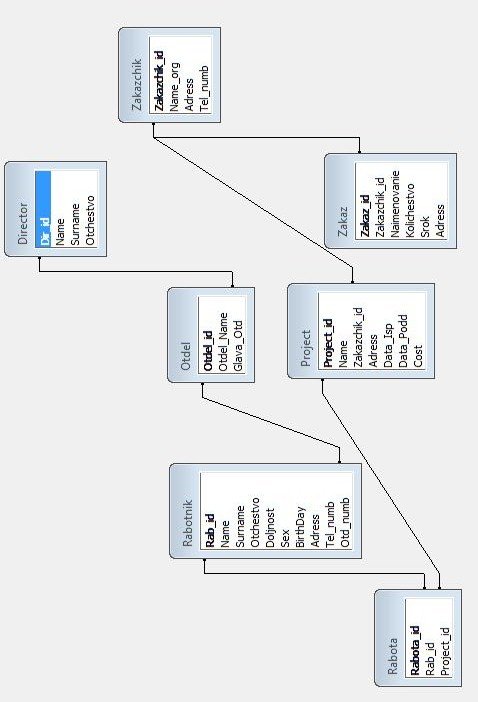 Zakazchik
Zakazchik_id
Name_org
Adress
Tel_numb
Director
Dir_id
Name
Surname
Otchestvo
Zakaz
Zakaz_id
Zakazchik_id
Naimenovanie
Kolichestvo
Srok
Adress
Otdel
Otdel_id
Otdel_Name
Glava_Otd
Project
Project_id
Name
Zakazchik_id
Adress
Data_Isp
Data_Podd
Cost
Rabotnik
Rab_id
Name
Surname
Otchestvo
Doljnost
Sex
BirthDay
Adress
Tel_numb
Otd_numb
Rabota
Rabota_id
Rab_id
Project_id